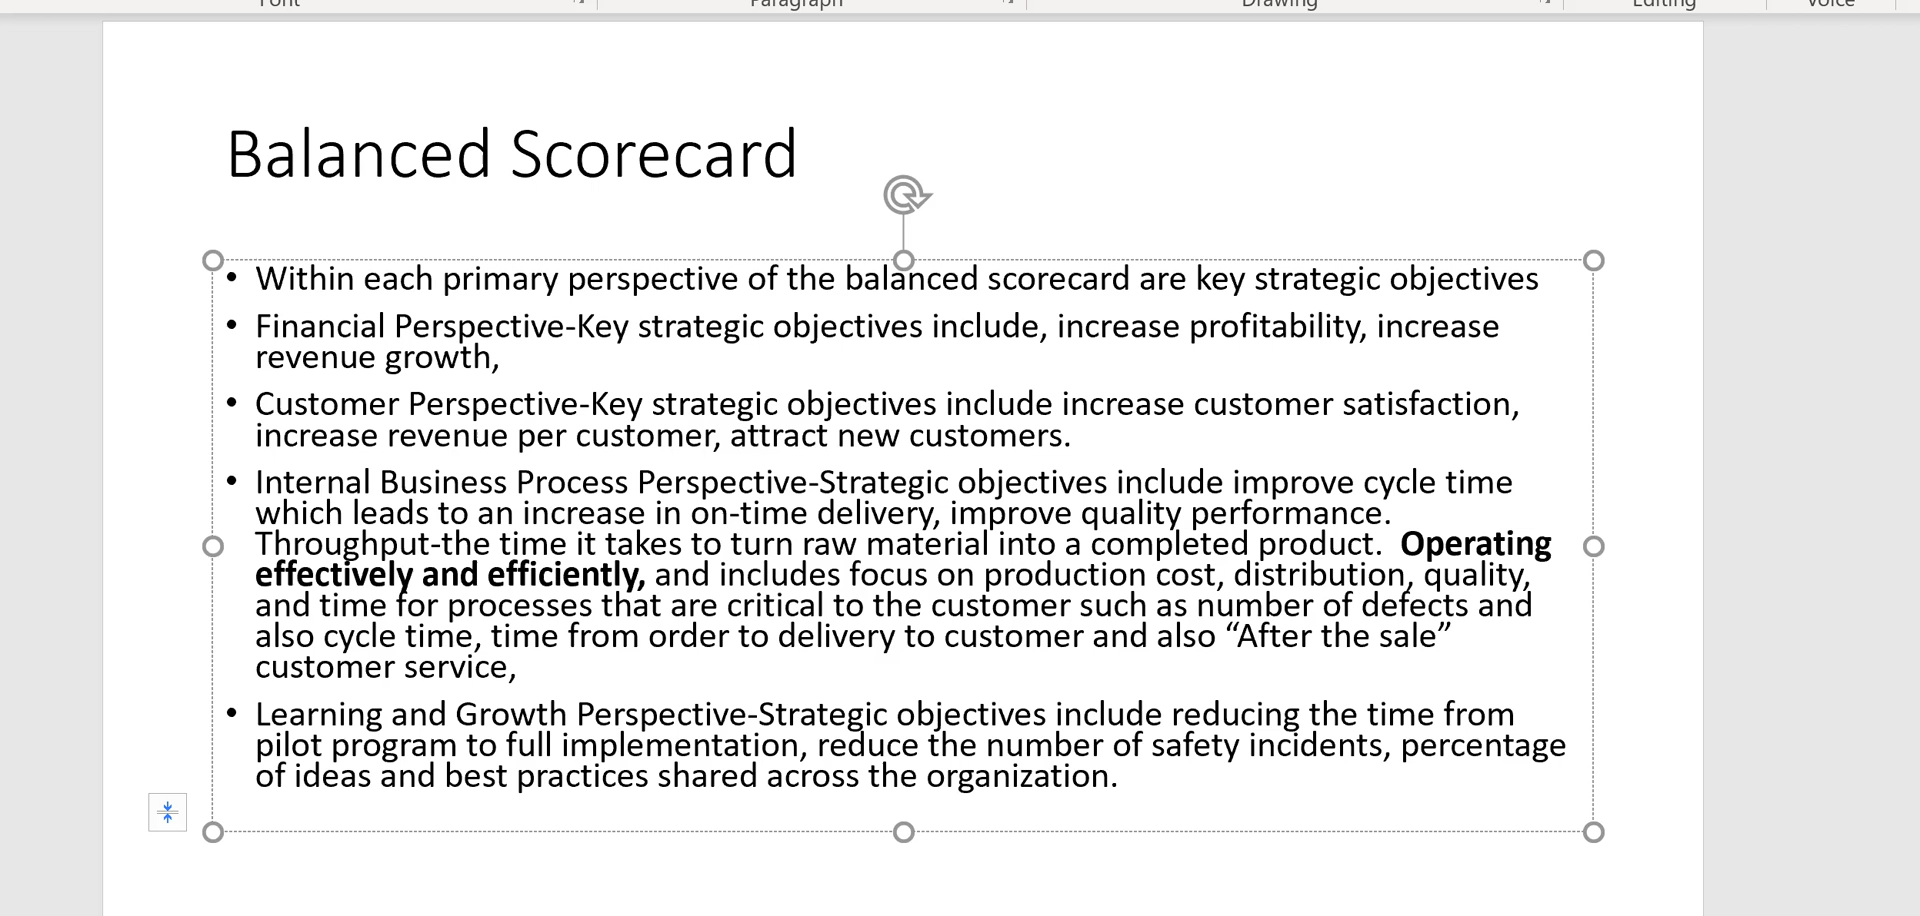 Font Paragraph Drawing Editing Voice
Balanced Scorecard
• Within each primary perspective of the balanced scorecard are key strategic objectives
• Financial Perspective-Key strategic objectives include, increase profitability, increase
revenue growth,
• Customer Perspective-Key strategic objectives include increase customer satisfaction,
increase revenue per customer, attract new customers.
• Internal Business Process Perspective-Strategic objectives include improve cycle time
which leads to an increase in on-time delivery, improve quality performance.
Throughput-the time it takes to turn raw material into a completed product.  Operating
effectively and efficiently, and includes focus on production cost, distribution, quality,
and time for processes that are critical to the customer such as number of defects and
also cycle time, time from order to delivery to customer and also “After the sale”
customer service,
• Learning and Growth Perspective-Strategic objectives include reducing the time from
pilot program to full implementation, reduce the number of safety incidents, percentage
of ideas and best practices shared across the organization.